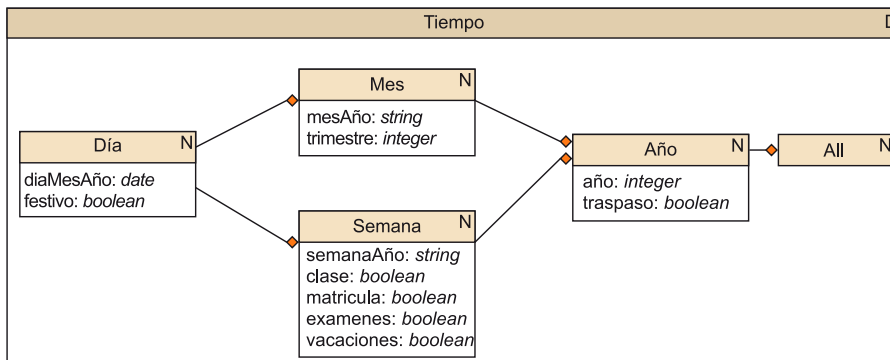 Tiempo
D
Día
N
diaMesAño: date
festivo: boolean
Mes
N
mesAño: string
trimestre: integer
Semana
N
semanaAño: string
clase: boolean
matricula: boolean
examenes: boolean
vacaciones: boolean
Año
N
año: integer
traspaso: boolean
All
N